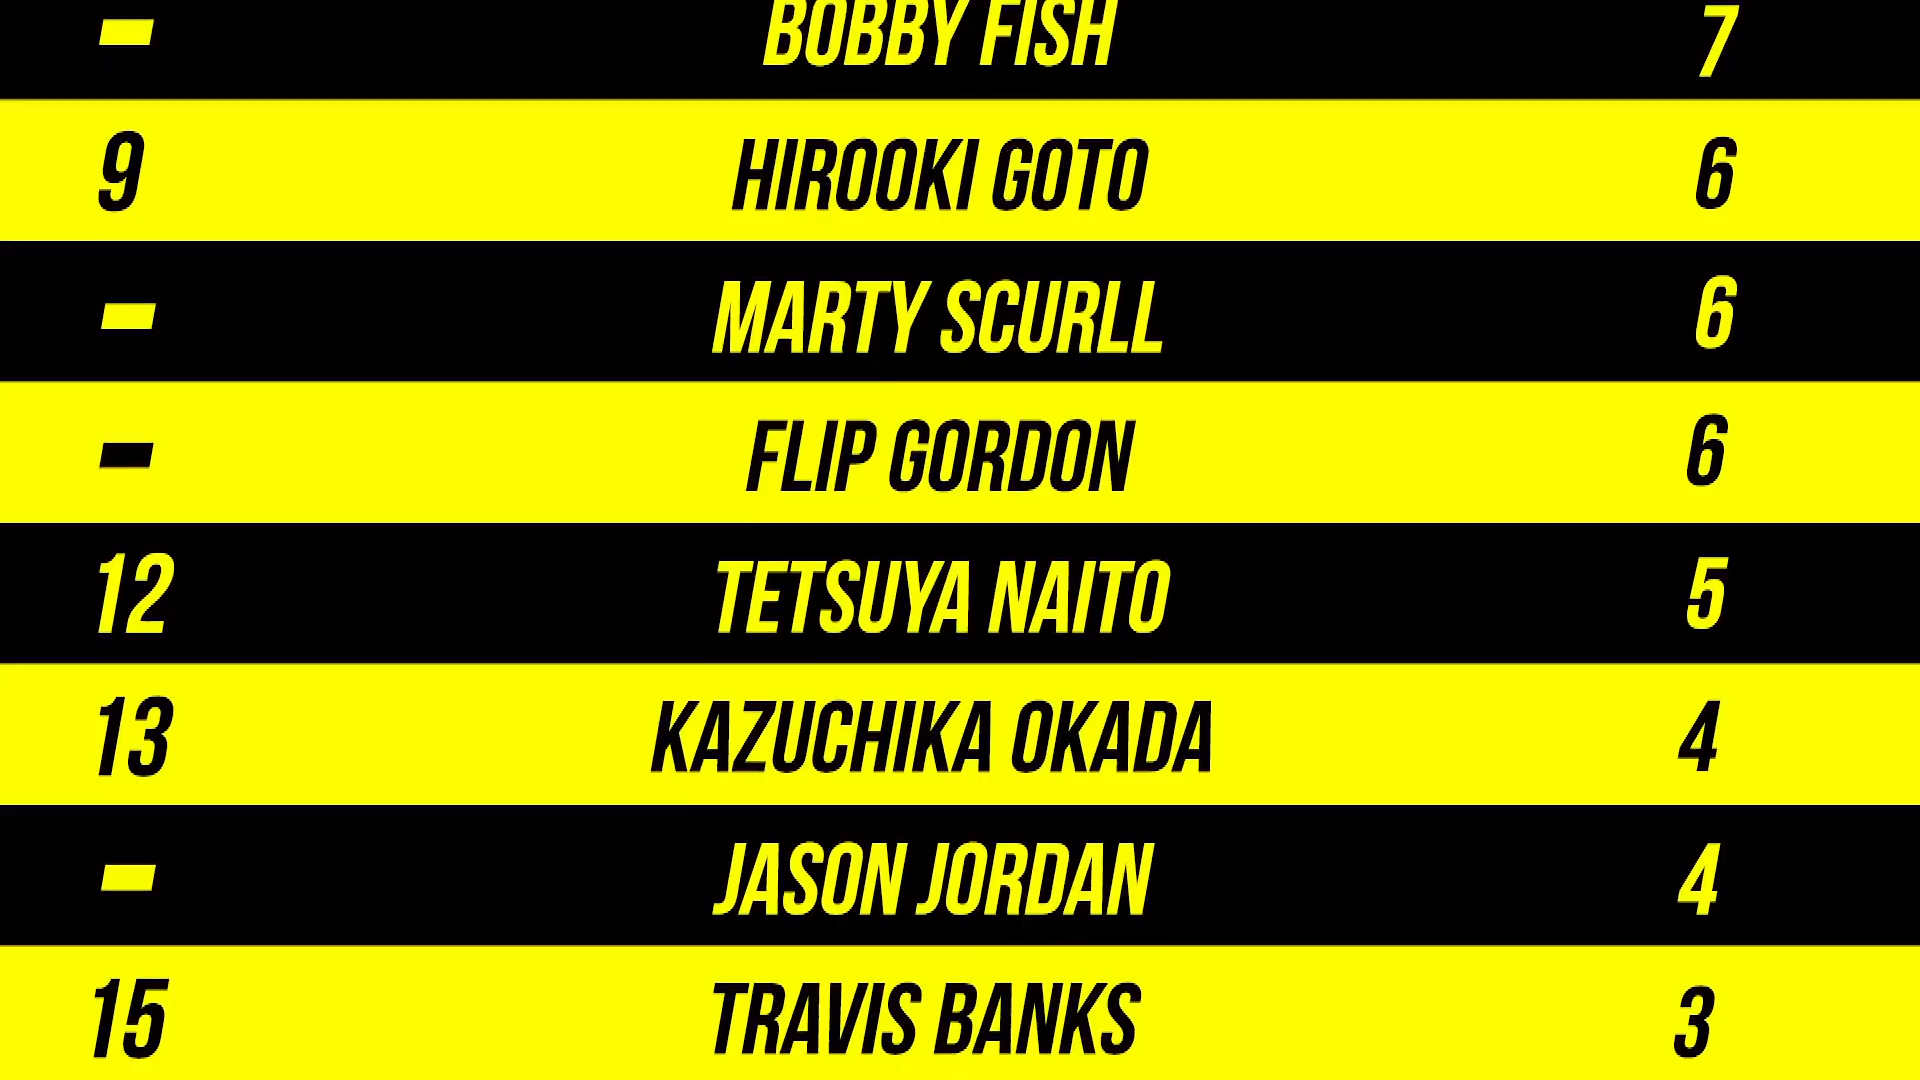 - BOBBY FISH 7
9 HIROOKI GOTO 6
- MARTY SCURLL 6
- FLIP GORDON 6
12 TETSUYA NAITO 5
13 KAZUCHIKA OKADA 4
- JASON JORDAN 4
15 TRAVIS BANKS 3